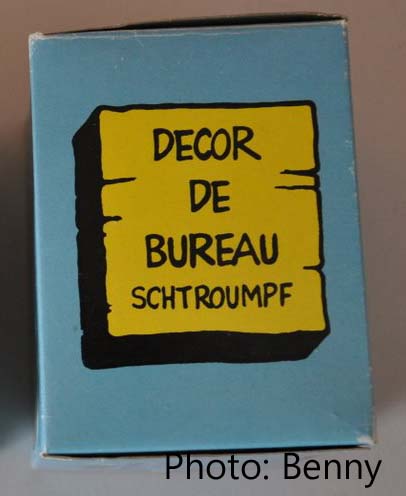 DECOR
DE
BUREAU
SCHTROUMPF
Photo: Benny